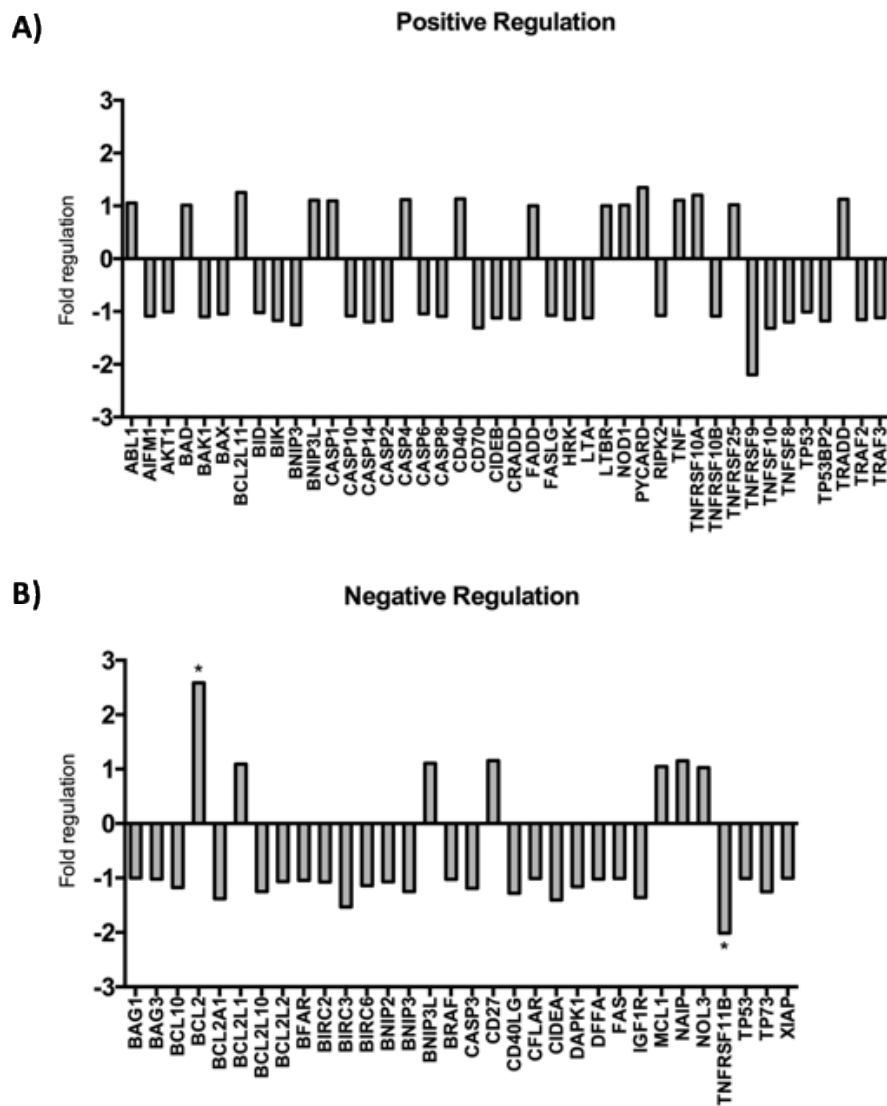 A)
Positive Regulation
Fold regulation
3
2
1
0
-1
-2
-3
ABL1
AIFM1
AKT1
BAD
BAK1
BAX
BCL2L11
BID
BIK
BNIP3
BNIP3L
CASP1
CASP10
CASP14
CASP2
CASP4
CASP6
CASP8
CD40
CD70
CIDEB
CRADD
FADD
FASLG
HRK
LTA
LTBR
NOD1
PYCARD
RIPK2
TNF
TNFRSF10A
TNFRSF10B
TNFRSF25
TNFRSF9
TNFSF10
TNFSF8
TP53
TP53BP2
TRADD
TRAF2
TRAF3
B)
Negative Regulation
Fold regulation
3
2
1
0
-1
-2
-3
*
*
BAG1
BAG3
BCL10
BCL2
BCL2A1
BCL2L1
BCL2L10
BCL2L2
BFAR
BIRC2
BIRC3
BIRC6
BNIP2
BNIP3
BNIP3L
BRAF
CASP3
CD27
CD40LG
CFLAR
CIDEA
DAPK1
DFFA
FAS
IGF1R
MCL1
NAIP
NOL3
TNFRSF11B
TP53
TP73
XIAP